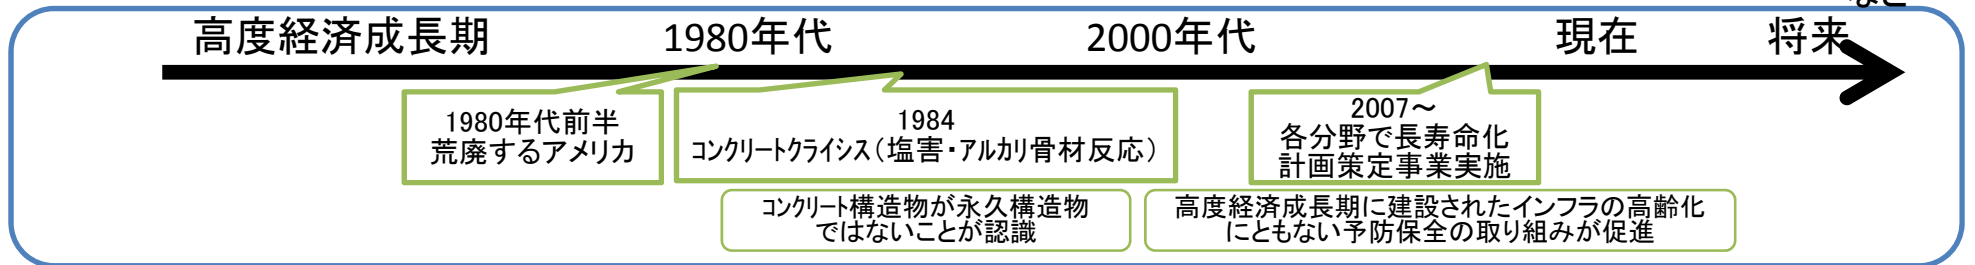 など
高度経済成長期 1980年代 2000年代 現在 将来
1980年代前半
荒廃するアメリカ
1984
ｺﾝｸﾘｰﾄｸﾗｲｼｽ（塩害・アルカリ骨材反応）
2007～
各分野で長寿命化
計画策定事業実施
ｺﾝｸﾘｰﾄ構造物が永久構造物
ではないことが認識
高度経済成長期に建設されたインフラの高齢化
にともない予防保全の取り組みが促進